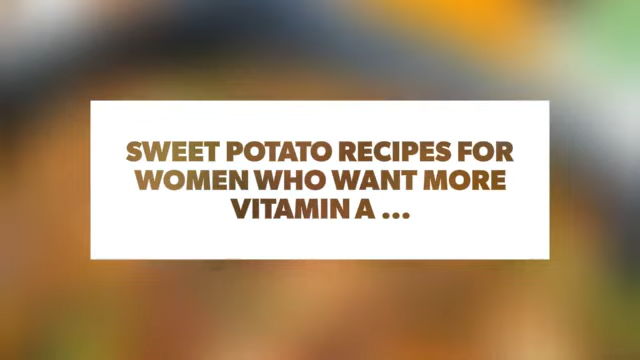 SWEET POTATO RECIPES FOR
WOMEN WHO WANT MORE
VITAMIN A ...